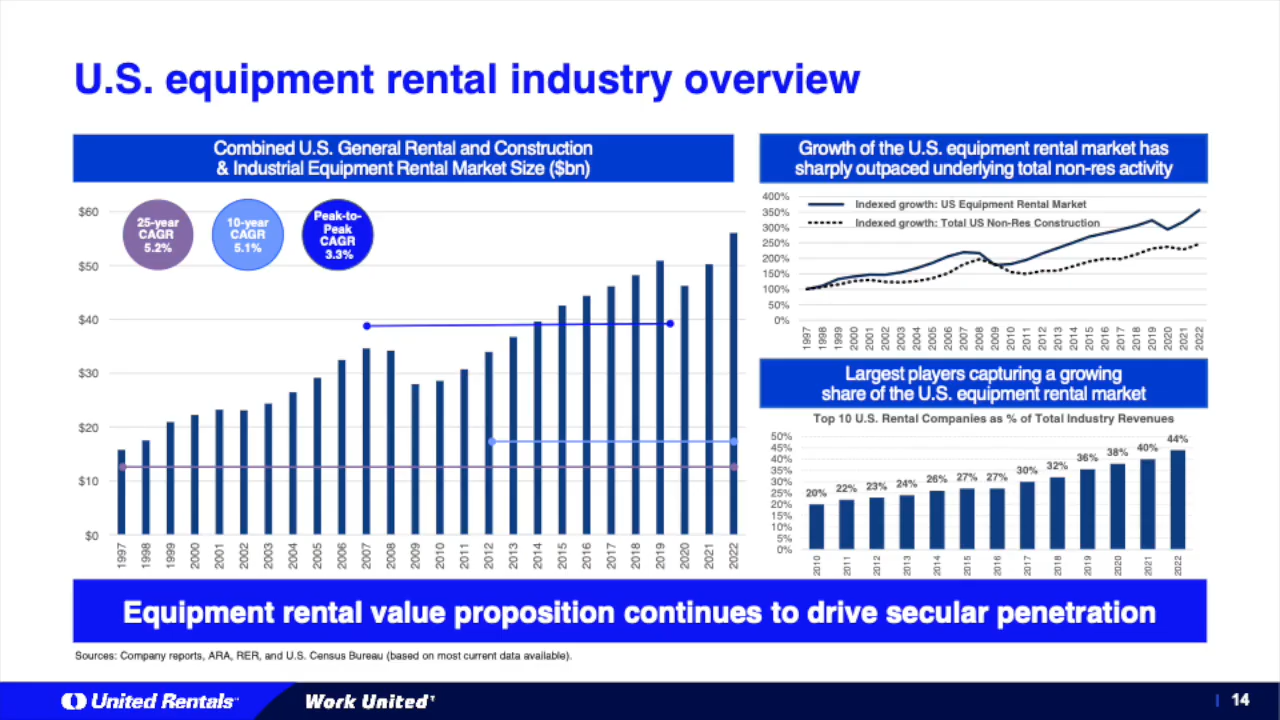 U.S. equipment rental industry overview
Combined U.S. General Rental and Construction
& Industrial Equipment Rental Market Size ($bn)
25-year
CAGR
5.2%
10-year
CAGR
5.1%
Peak-to-
Peak
CAGR
3.3%
$60
$50
$40
$30
$20
$10
$0
1997 1998 1999 2000 2001 2002 2003 2004 2005 2006 2007 2008 2009 2010 2011 2012 2013 2014 2015 2016 2017 2018 2019 2020 2021 2022
Growth of the U.S. equipment rental market has
sharply outpaced underlying total non-res activity
Indexed growth: US Equipment Rental Market
Indexed growth: Total US Non-Res Construction
400%
350%
300%
250%
200%
150%
100%
50%
0%
1997 1998 1999 2000 2001 2002 2003 2004 2005 2006 2007 2008 2009 2010 2011 2012 2013 2014 2015 2016 2017 2018 2019 2020 2021 2022
Largest players capturing a growing
share of the U.S. equipment rental market
Top 10 U.S. Rental Companies as % of Total Industry Revenues
50%
45%
40%
35%
30%
25%
20%
15%
10%
5%
0%
20% 22% 23% 24% 26% 27% 27% 30% 32% 36% 38% 40% 44%
2010 2011 2012 2013 2014 2015 2016 2017 2018 2019 2020 2021 2022
Equipment rental value proposition continues to drive secular penetration
Sources: Company reports, ARA, RER, and U.S. Census Bureau (based on most current data available).
United Rentals™ Work United™ | 14